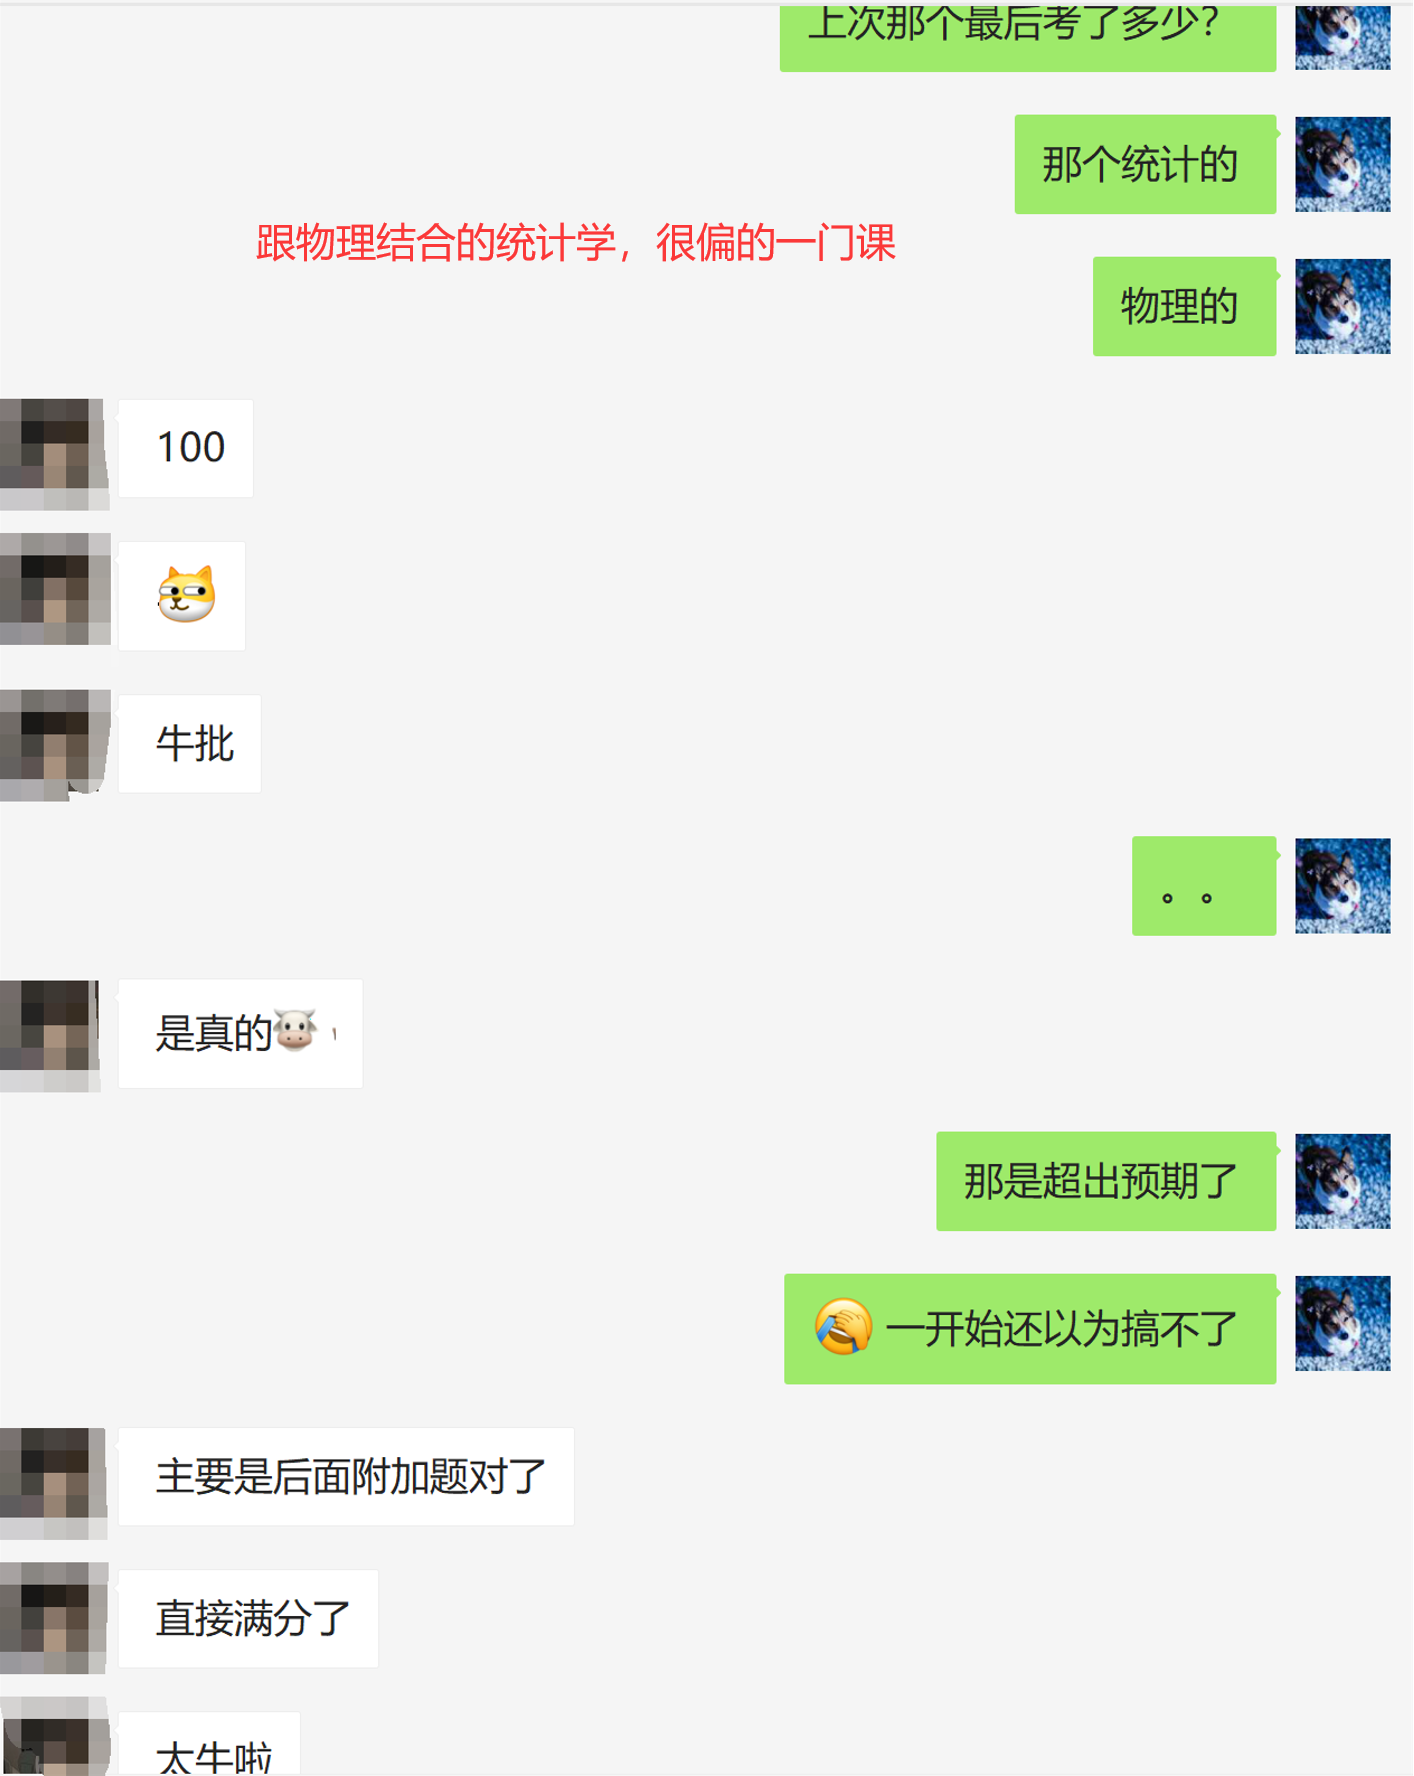 上次那个最后考了多少?
那个统计的
跟物理结合的统计学，很偏的一门课
物理的
100
牛批
。。
是真的
那是超出预期了
一开始还以为搞不了
主要是后面附加题对了
直接满分了
太牛啦